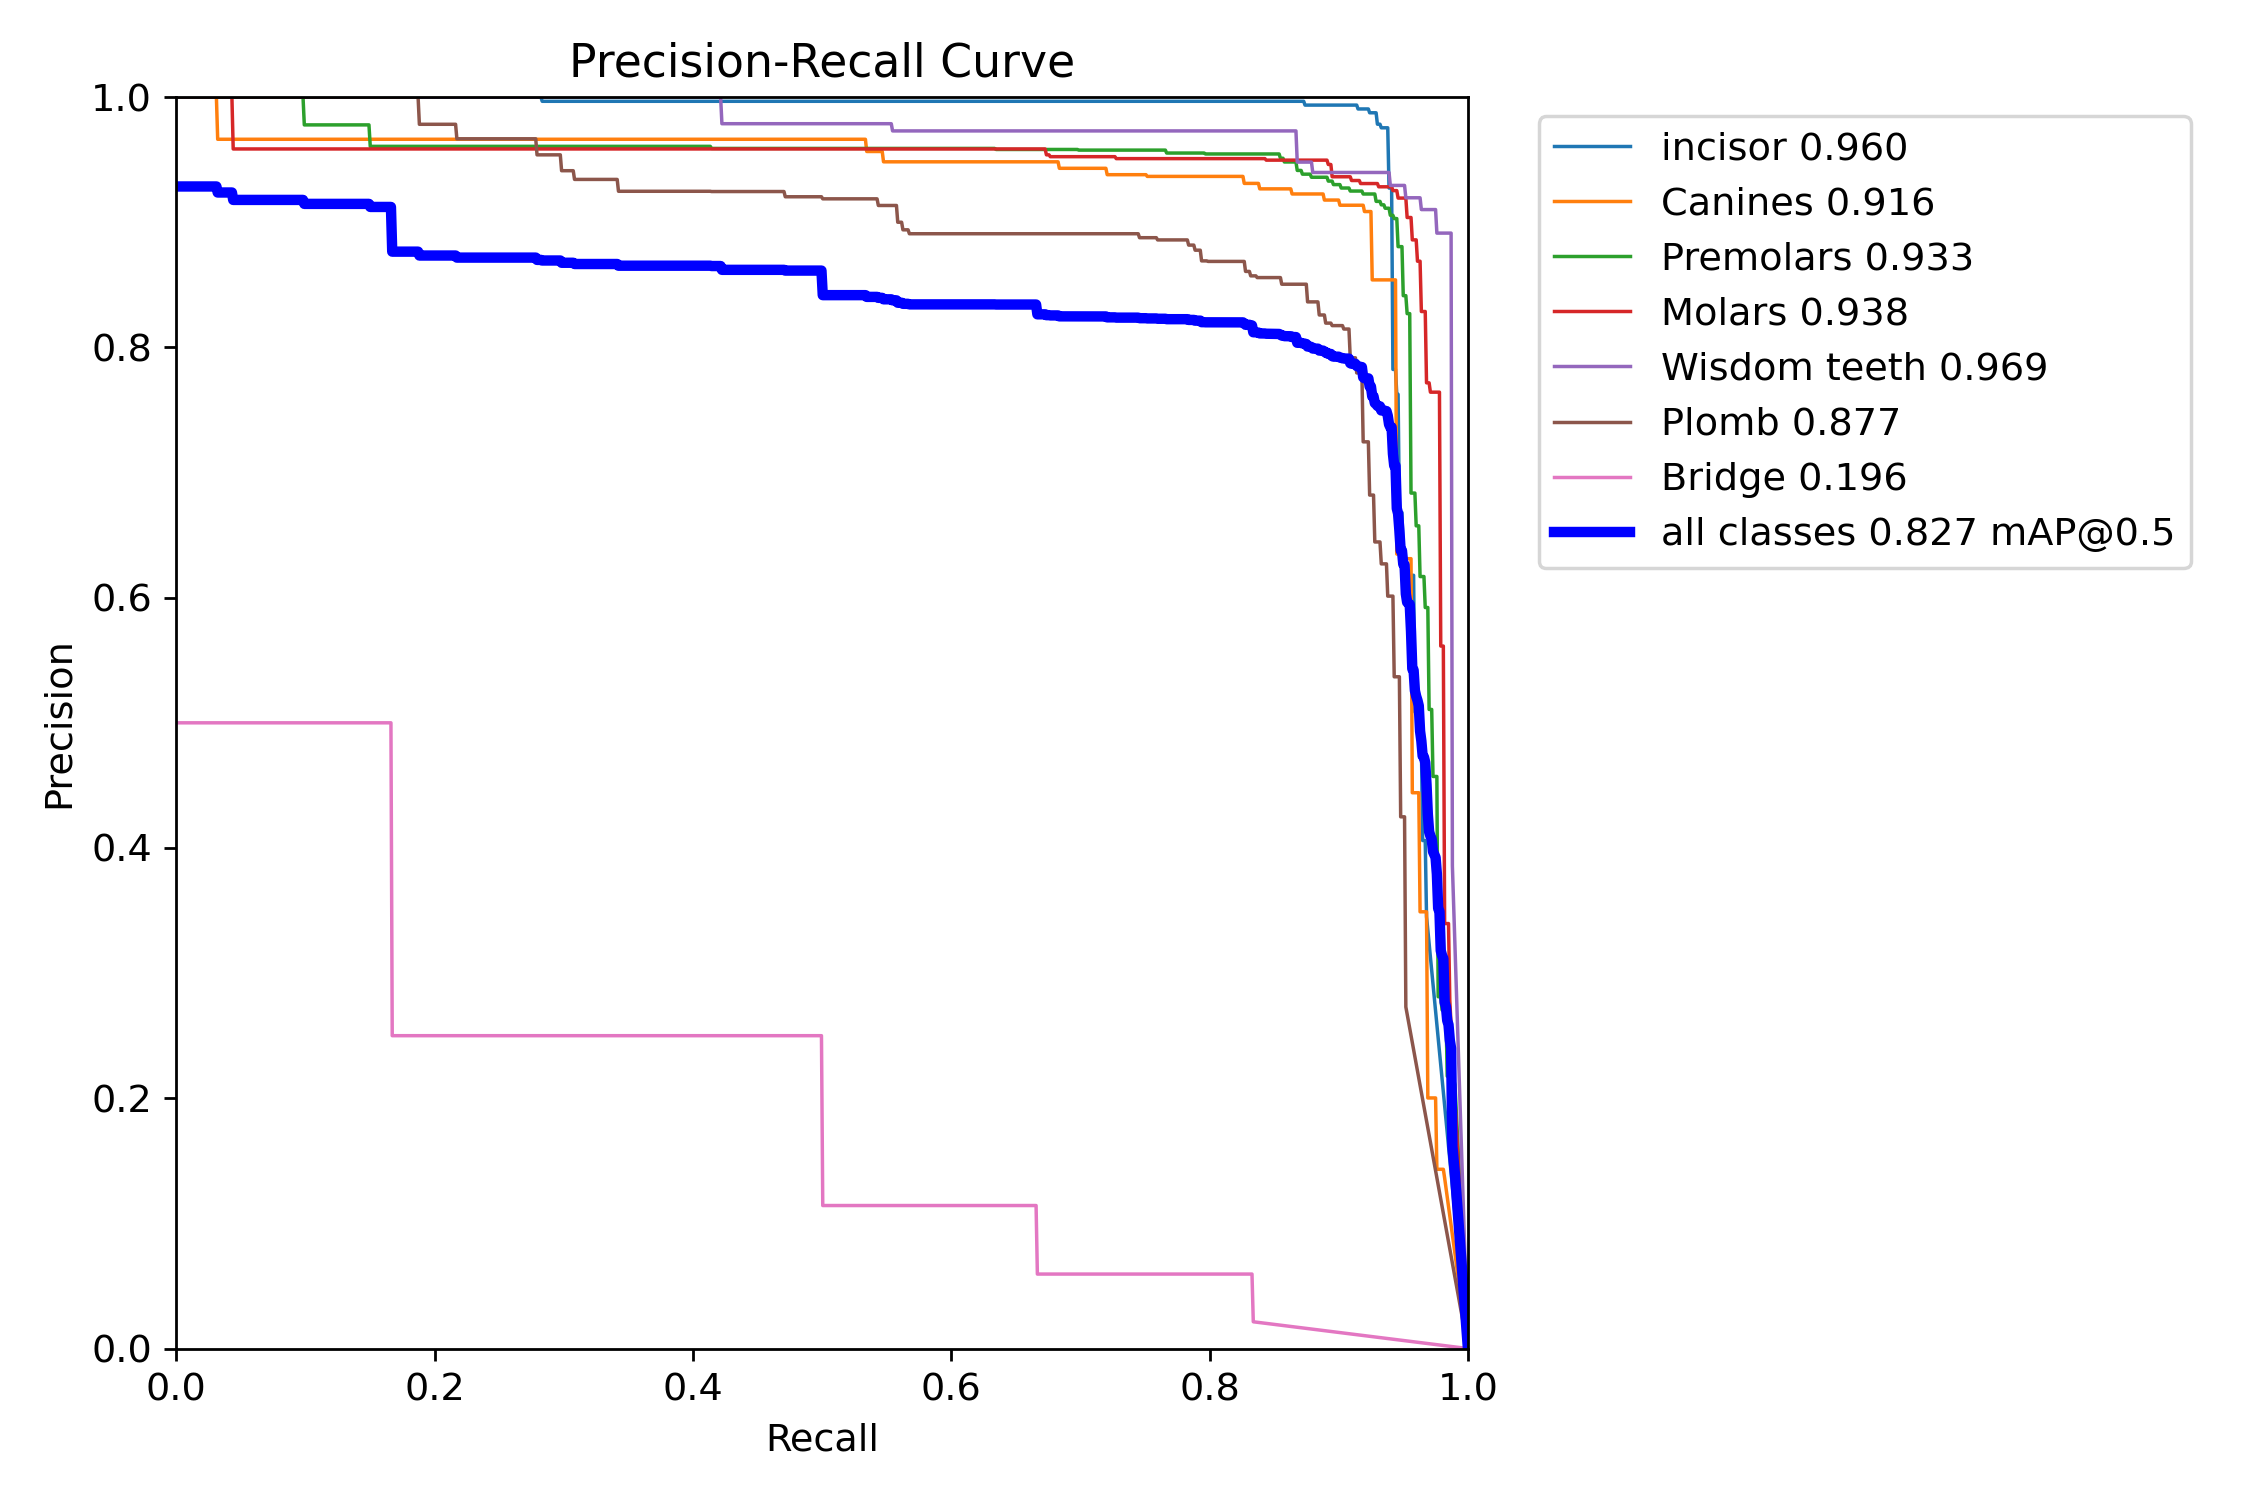 Precision-Recall Curve
1.0
0.8
0.6
0.4
0.2
0.0
Precision
0.0 0.2 0.4 0.6 0.8 1.0
Recall
incisor 0.960
Canines 0.916
Premolars 0.933
Molars 0.938
Wisdom teeth 0.969
Plomb 0.877
Bridge 0.196
all classes 0.827 mAP@0.5